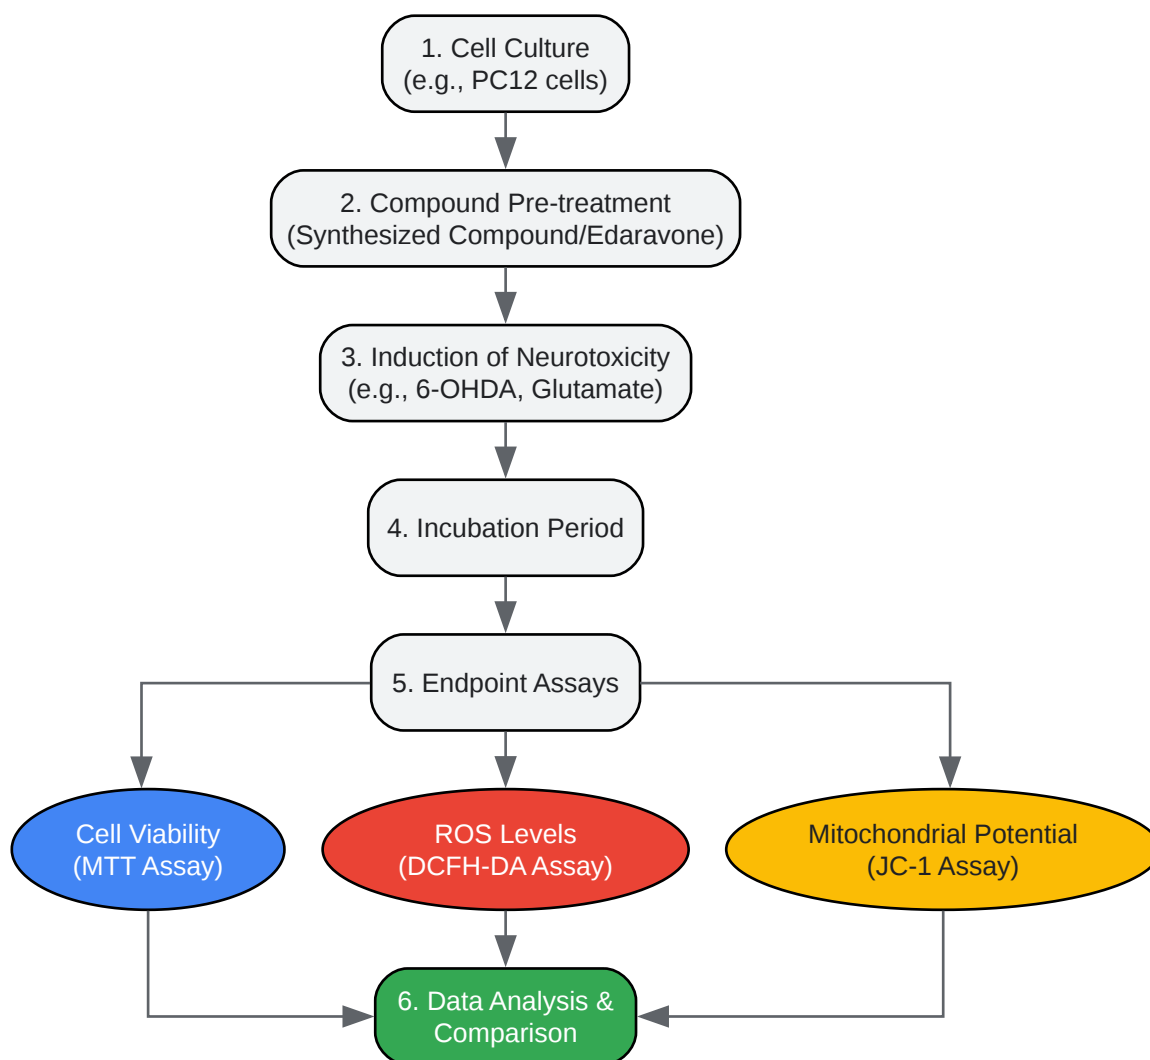 1. Cell Culture
(e.g., PC12 cells)
2. Compound Pre-treatment
(Synthesized Compound/Edaravone)
3. Induction of Neurotoxicity
(e.g., 6-OHDA, Glutamate)
4. Incubation Period
5. Endpoint Assays
Cell Viability
(MTT Assay)
ROS Levels
(DCFH-DA Assay)
Mitochondrial Potential
(JC-1 Assay)
6. Data Analysis &
Comparison